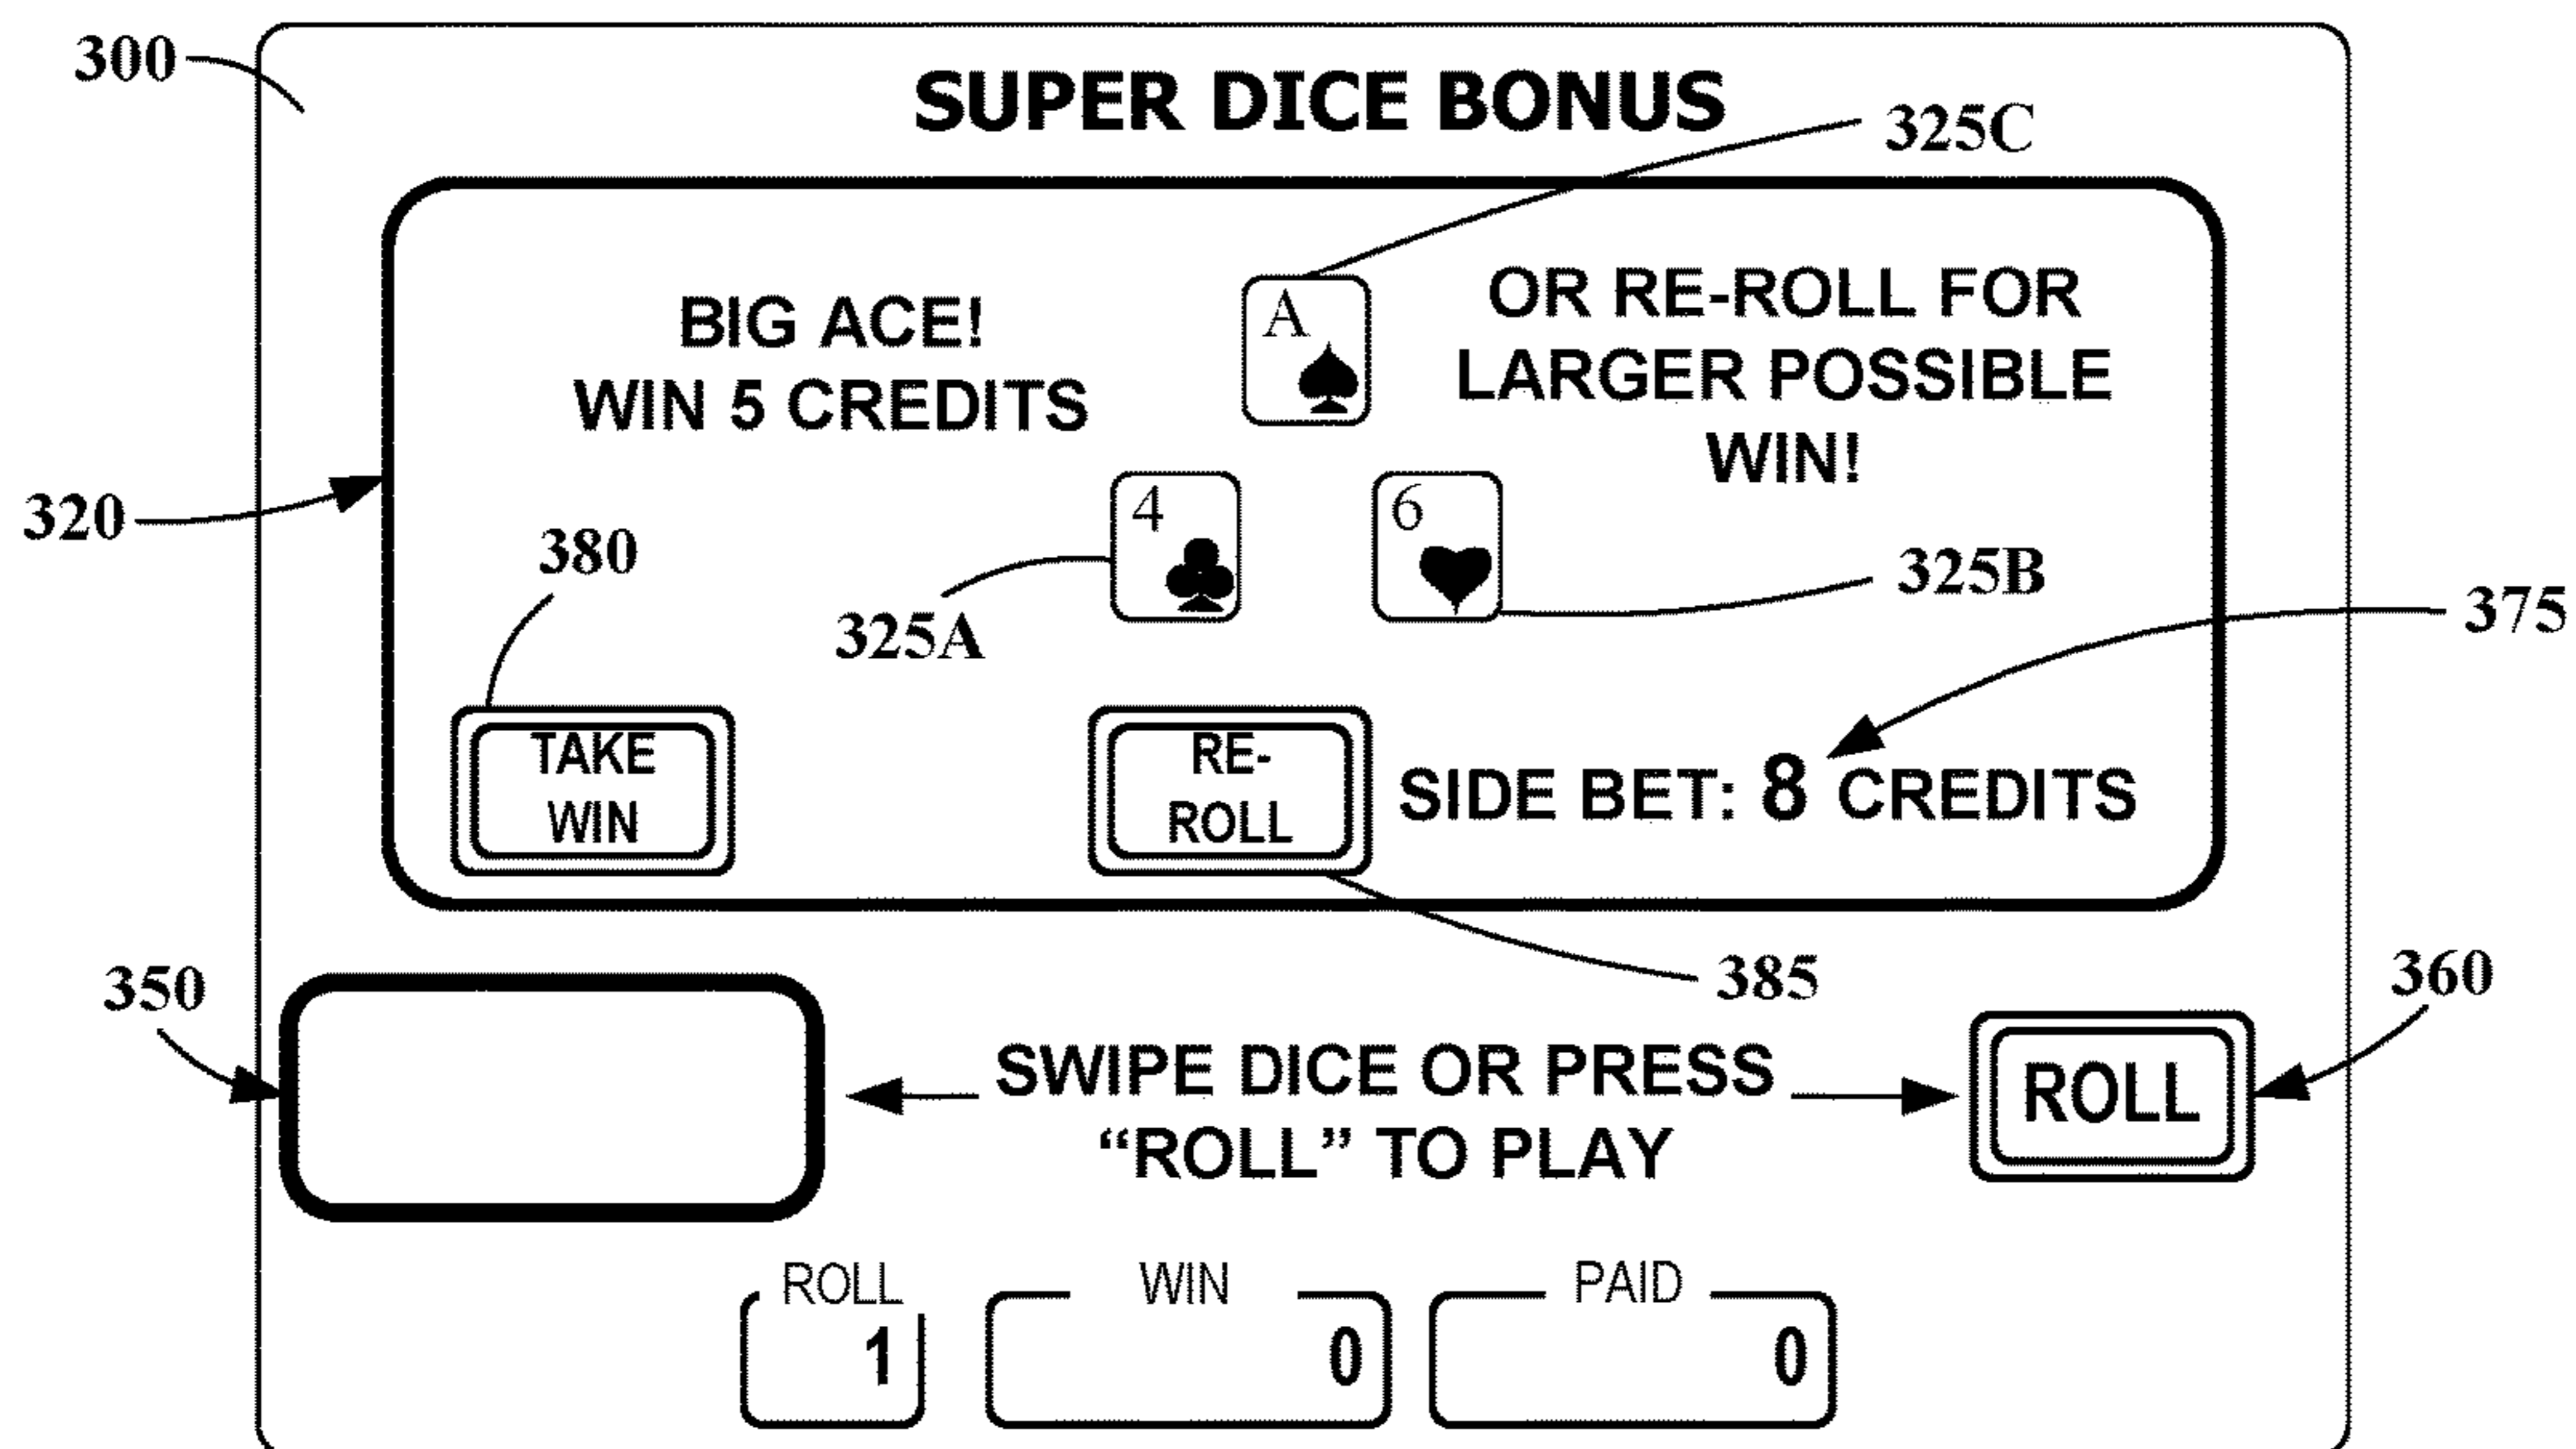 300
SUPER DICE BONUS
325C
BIG ACE!
WIN 5 CREDITS
A
OR RE-ROLL FOR
LARGER POSSIBLE
WIN!
320
380
4
6
325A
325B
375
TAKE
WIN
RE-
ROLL
SIDE BET: 8 CREDITS
385
350
360
SWIPE DICE OR PRESS
“ROLL” TO PLAY
ROLL
ROLL
1
WIN
0
PAID
0